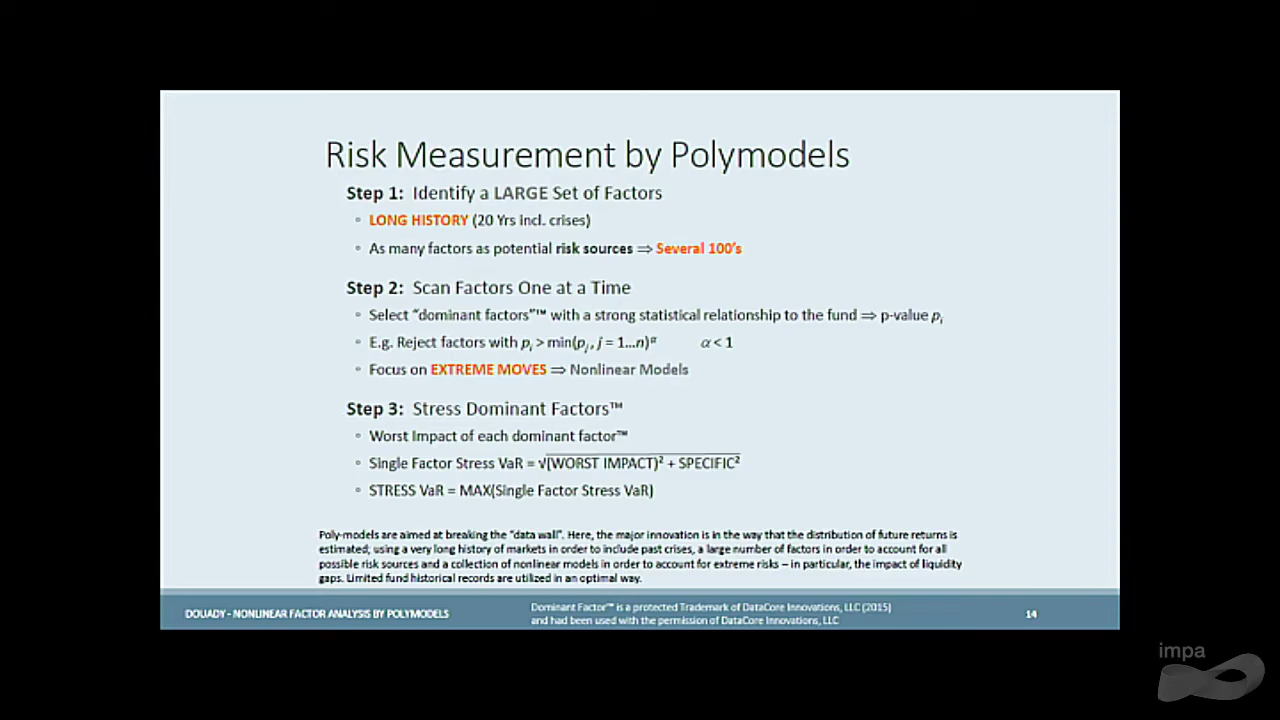 Risk Measurement by Polymodels
Step 1: Identify a LARGE Set of Factors
◦ LONG HISTORY (20 Yrs incl. crises)
◦ As many factors as potential risk sources ⇒ Several 100's
Step 2: Scan Factors One at a Time
◦ Select "dominant factors"™ with a strong statistical relationship to the fund ⇒ p-value pᵢ
◦ E.g. Reject factors with pᵢ > min(pⱼ, j = 1...n)^α α < 1
◦ Focus on EXTREME MOVES ⇒ Nonlinear Models
Step 3: Stress Dominant Factors™
◦ Worst Impact of each dominant factor™
◦ Single Factor Stress VaR = √(WORST IMPACT)² + SPECIFIC²
◦ STRESS VaR = MAX(Single Factor Stress VaR)
Poly-models are aimed at breaking the "data wall". Here, the major innovation is in the way that the distribution of future returns is
estimated; using a very long history of markets in order to include past crises, a large number of factors in order to account for all
possible risk sources and a collection of nonlinear models in order to account for extreme risks – in particular, the impact of liquidity
gaps. Limited fund historical records are utilized in an optimal way.
DOUADY - NONLINEAR FACTOR ANALYSIS BY POLYMODELS
Dominant Factor™ is a protected Trademark of DataCore Innovations, LLC (2015)
and had been used with the permission of DataCore Innovations, LLC
14
impa